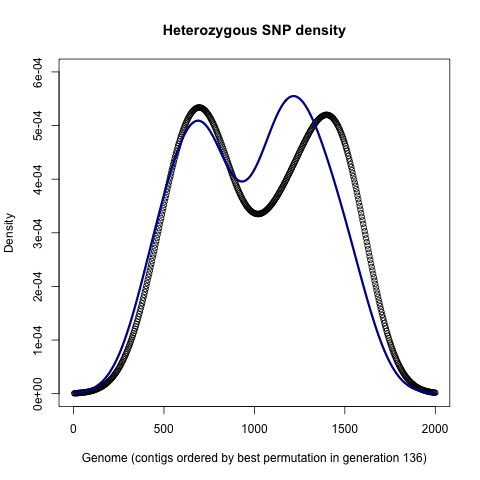 Heterozygous SNP density
Density
6e-04
5e-04
4e-04
3e-04
2e-04
1e-04
0e+00
0 500 1000 1500 2000
Genome (contigs ordered by best permutation in generation 136)